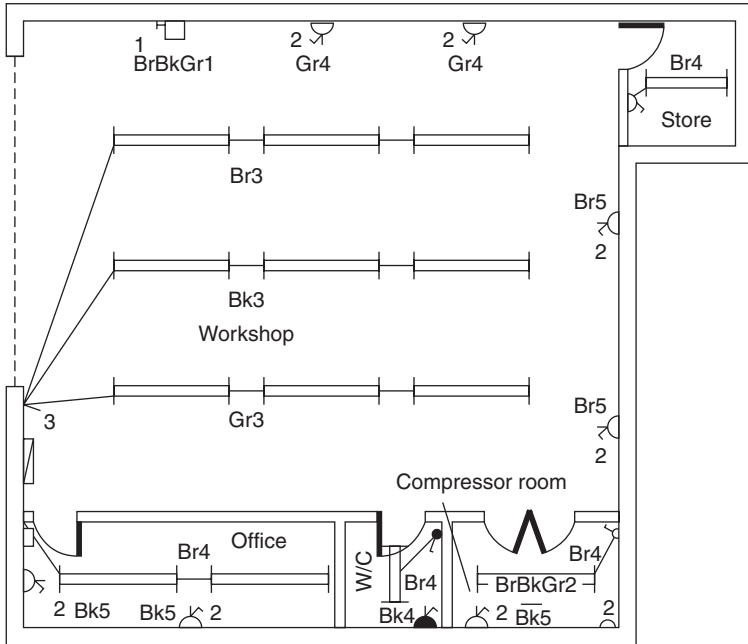 1
BrBkGr1
2
Gr4
2
Gr4
Br4
Store
Br3
Br5
2
Bk3
Workshop
3
Gr3
Br5
2
Compressor room
Office
Br4
W/C
Br4
Br4
BrBkGr2
2 Bk5
Bk5 2
Bk4
2
Bk5
2